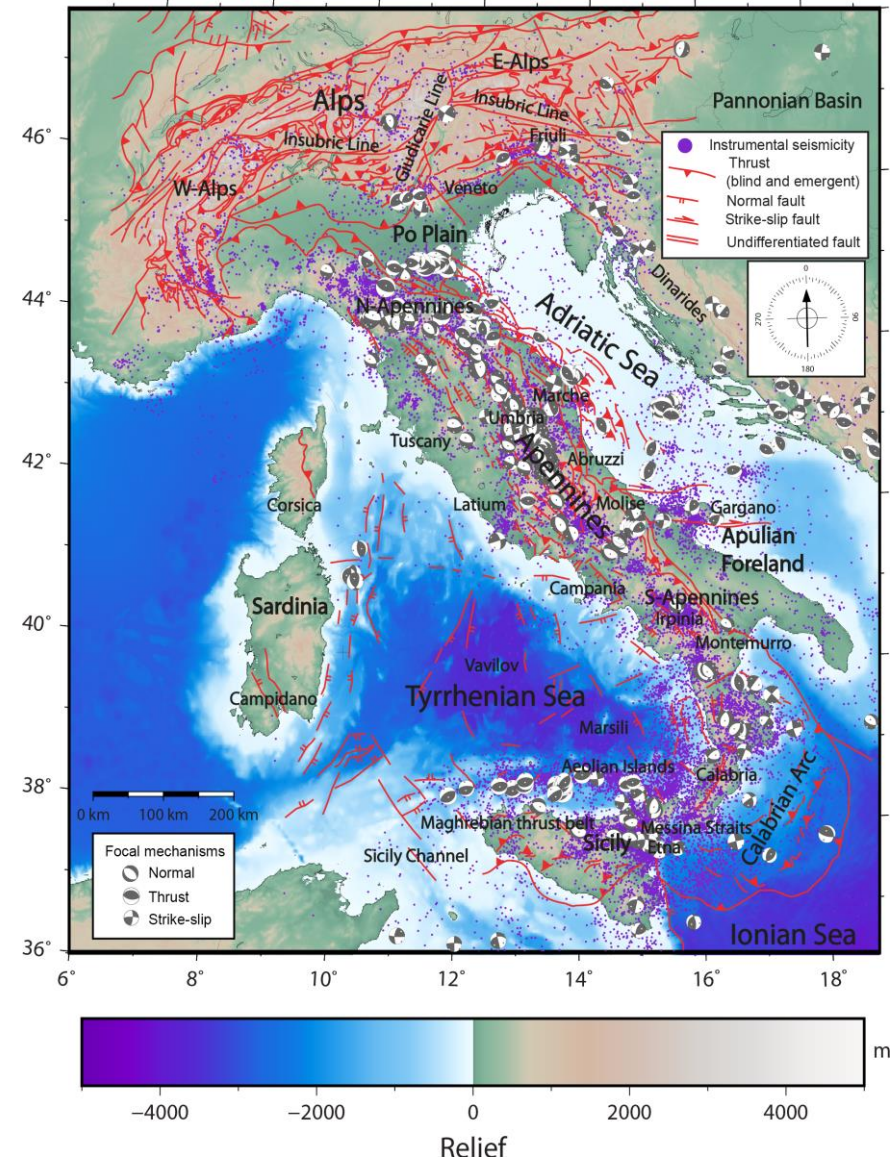 E-Alps
Alps
Pannonian Basin
46°
Insubric Line
Giudicarie Line
Insubric Line
Friuli
W-Alps
Veneto
Po Plain
Instrumental seismicity
Thrust
(blind and emergent)
Normal fault
Strike-slip fault
Undifferentiated fault
0
270
90
180
44°
N-Apennines
Adriatic Sea
Dinarides
Marche
Umbria
Tuscany
42°
Apennines
Abruzzi
Corsica
Latium
Molise
Gargano
Apulian
Foreland
Campania
40°
Sardinia
S-Apennines
Irpinia
Montemurro
Vavilov
Tyrrhenian Sea
Campidano
Marsili
38°
Aeolian Islands
Calabria
Calabrian Arc
0 km
100 km
200 km
Maghrebian thrust belt
Messina Straits
Sicily
Etna
Sicily Channel
Focal mechanisms
Normal
Thrust
Strike-slip
Ionian Sea
36°
6°
8°
10°
12°
14°
16°
18°
m
−4000
−2000
0
2000
4000
Relief